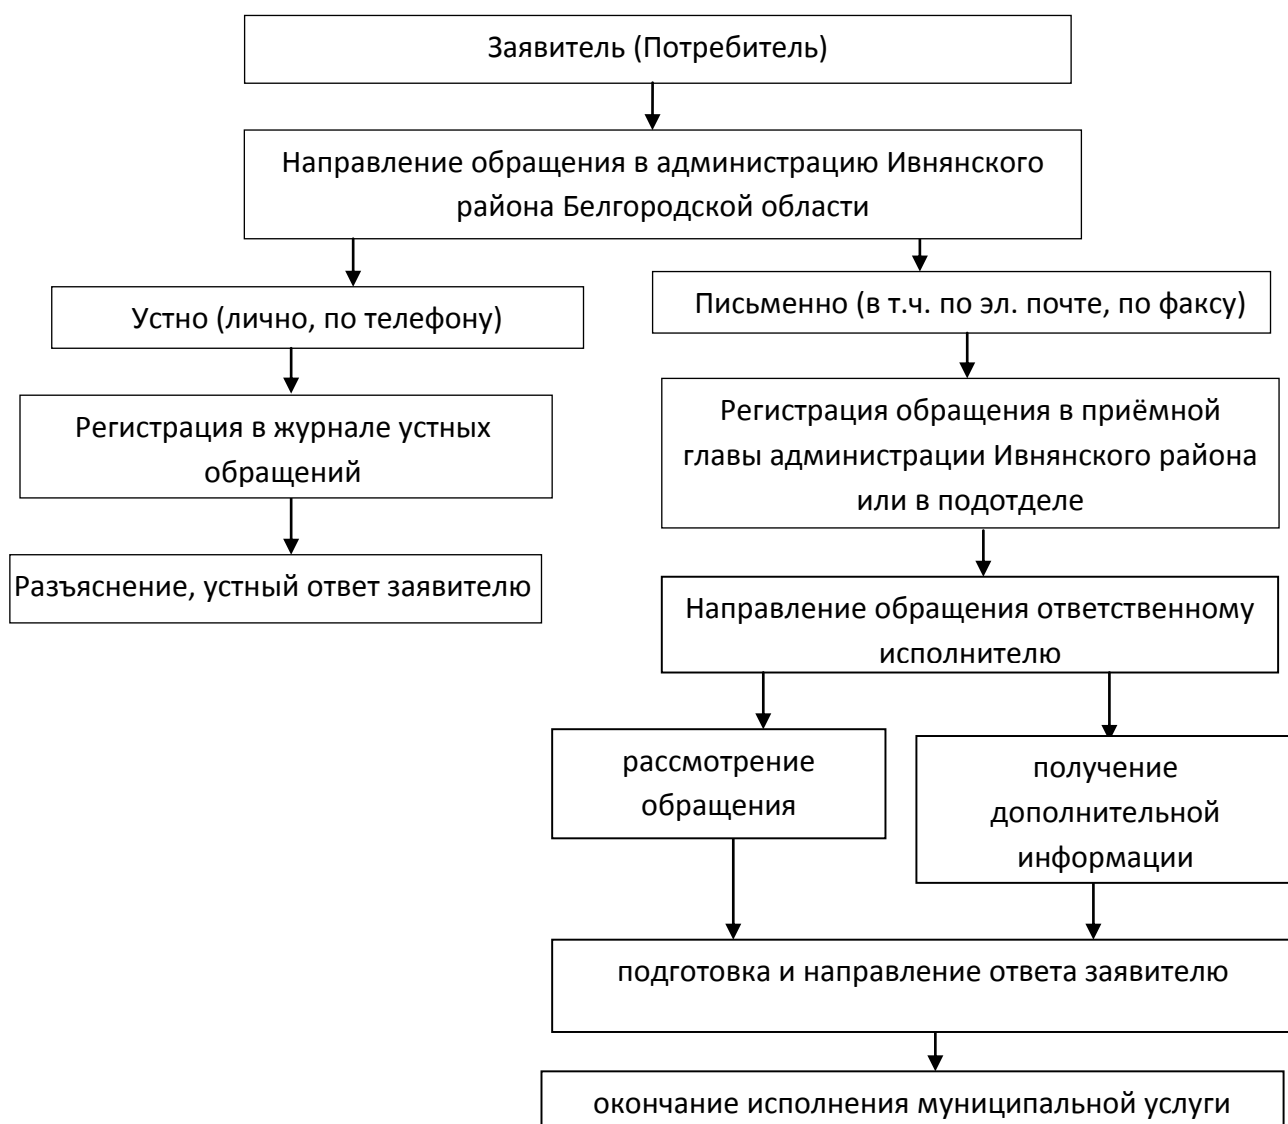 Заявитель (Потребитель)
Направление обращения в администрацию Ивнянского
района Белгородской области
Устно (лично, по телефону)
Письменно (в т.ч. по эл. почте, по факсу)
Регистрация в журнале устных
обращений
Регистрация обращения в приёмной
главы администрации Ивнянского района
или в подотделе
Разъяснение, устный ответ заявителю
Направление обращения ответственному
исполнителю
рассмотрение
обращения
получение
дополнительной
информации
подготовка и направление ответа заявителю
окончание исполнения муниципальной услуги